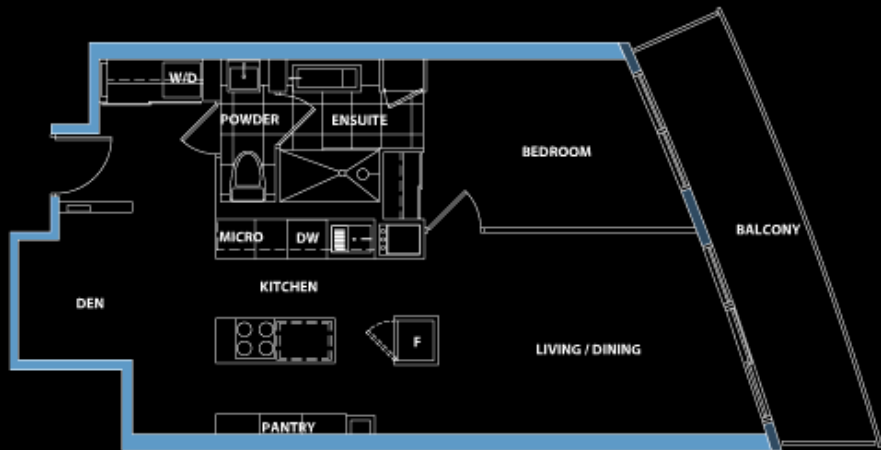 W/D
POWDER
ENSUITE
BEDROOM
MICRO
DW
BALCONY
KITCHEN
DEN
F
LIVING / DINING
PANTRY